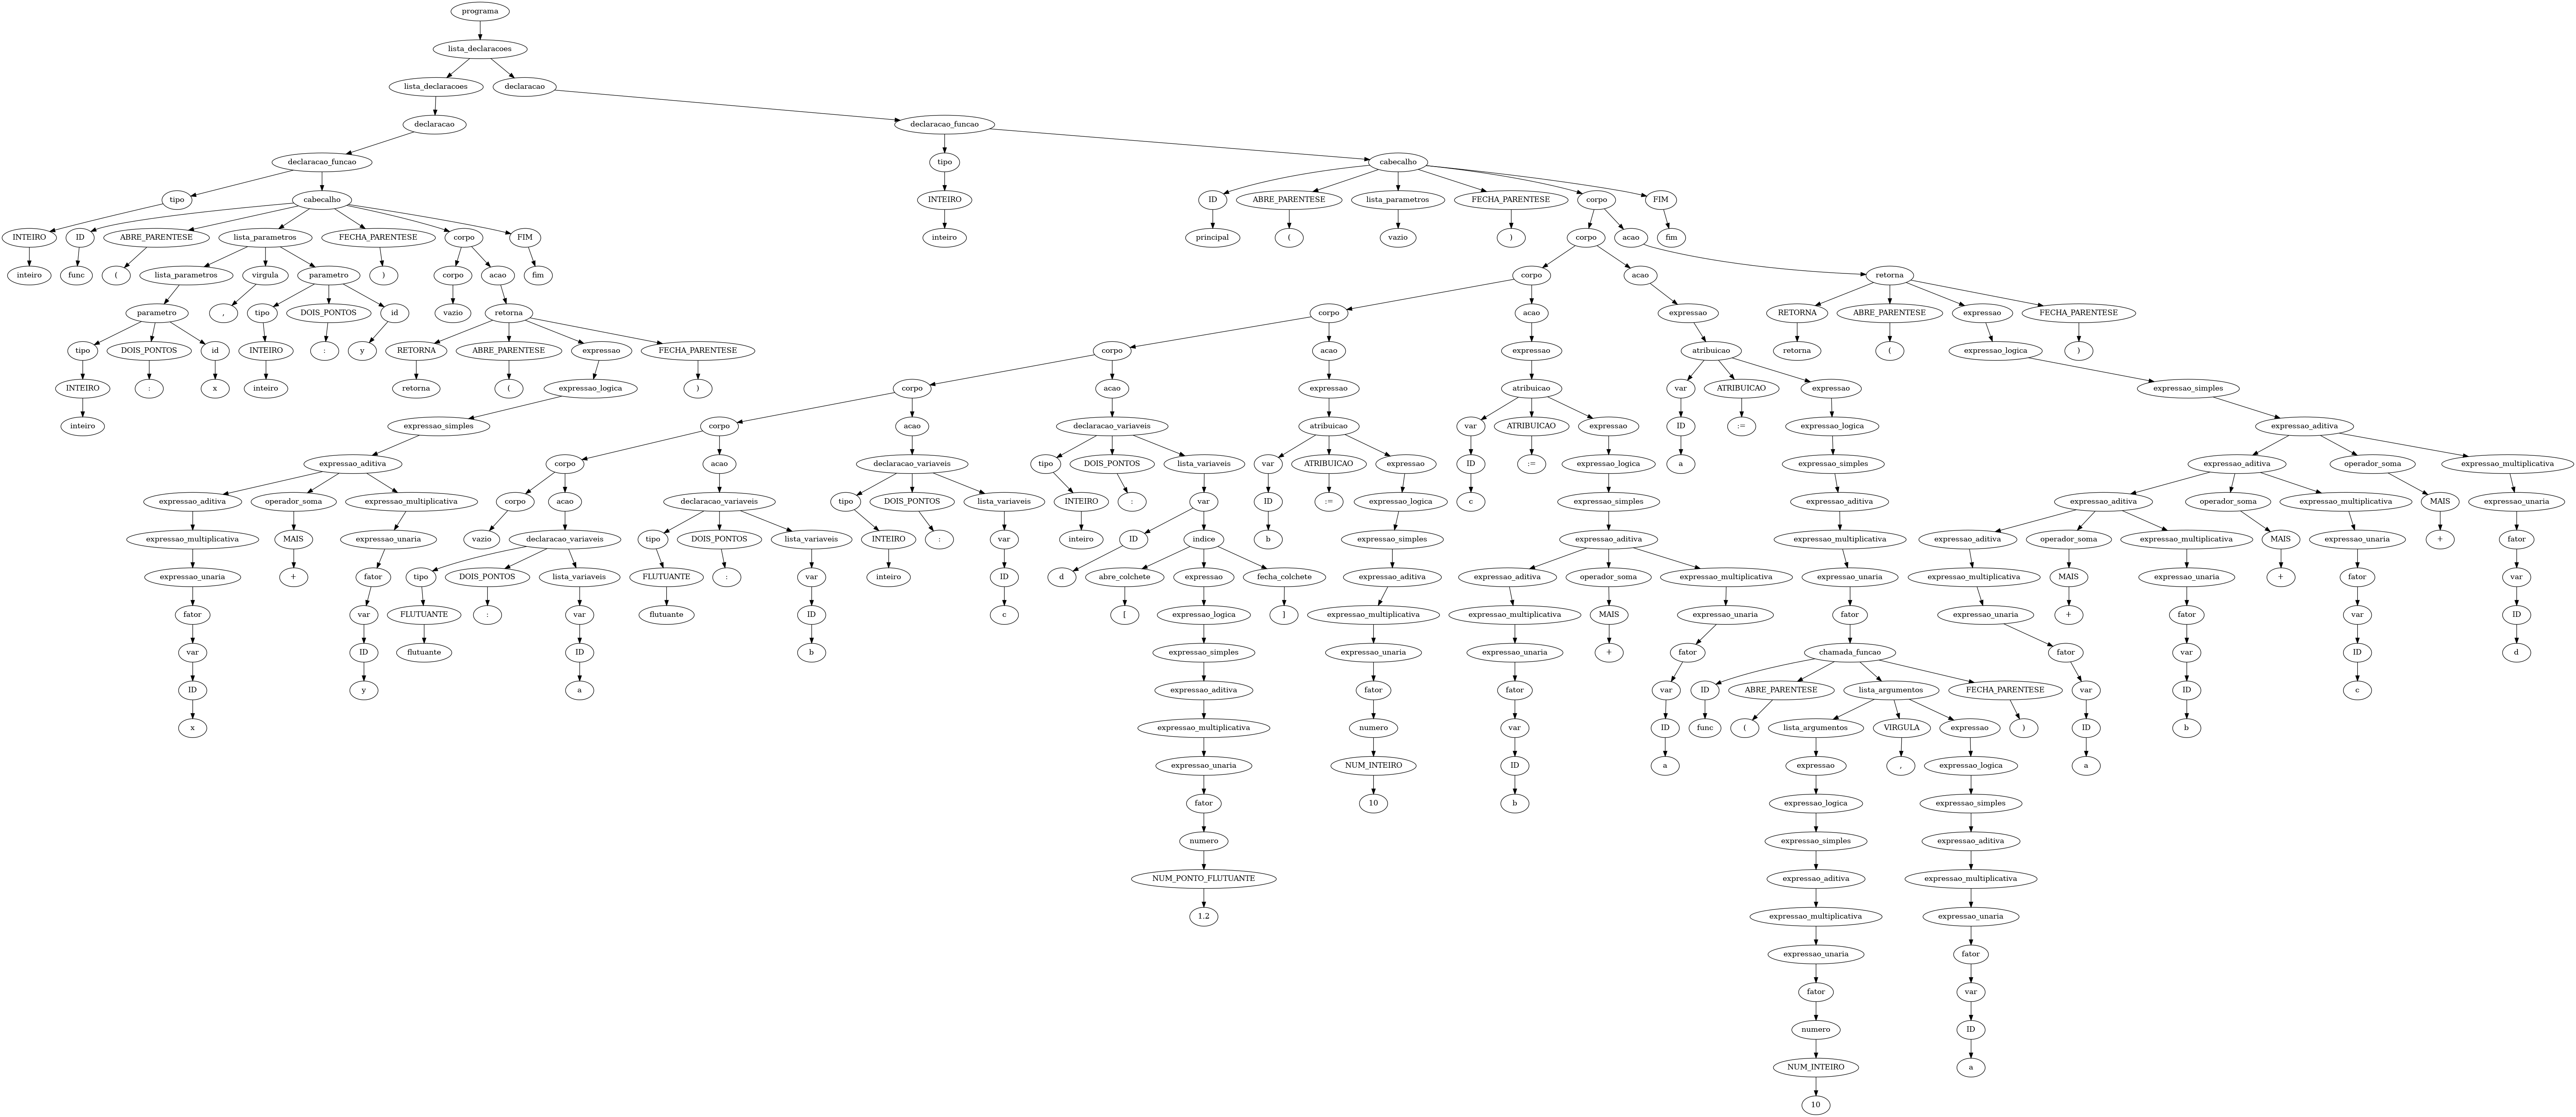 programa
lista_declaracoes
lista_declaracoes declaracao
declaracao declaracao_funcao
declaracao_funcao tipo cabecalho
tipo cabecalho INTEIRO ID ABRE_PARENTESE lista_parametros FECHA_PARENTESE corpo FIM
INTEIRO ID ABRE_PARENTESE lista_parametros FECHA_PARENTESE corpo FIM inteiro principal ( vazio ) corpo acao fim
inteiro func ( lista_parametros virgula parametro ) corpo acao fim corpo acao retorna
parametro , tipo DOIS_PONTOS id vazio retorna corpo acao expressao RETORNA ABRE_PARENTESE expressao FECHA_PARENTESE
tipo DOIS_PONTOS id INTEIRO : y RETORNA ABRE_PARENTESE expressao FECHA_PARENTESE corpo acao expressao atribuicao retorna ( expressao_logica )
INTEIRO : x inteiro retorna ( expressao_logica ) corpo acao expressao atribuicao var ATRIBUICAO expressao expressao_simples
inteiro expressao_simples corpo acao declaracao_variaveis atribuicao var ATRIBUICAO expressao ID := expressao_logica expressao_aditiva
expressao_aditiva corpo acao declaracao_variaveis tipo DOIS_PONTOS lista_variaveis var ATRIBUICAO expressao ID := expressao_logica a expressao_simples expressao_aditiva operador_soma expressao_multiplicativa
expressao_aditiva operador_soma expressao_multiplicativa corpo acao declaracao_variaveis tipo DOIS_PONTOS lista_variaveis INTEIRO : var ID := expressao_logica c expressao_simples expressao_aditiva expressao_aditiva operador_soma expressao_multiplicativa MAIS expressao_unaria
expressao_multiplicativa MAIS expressao_unaria vazio declaracao_variaveis tipo DOIS_PONTOS lista_variaveis INTEIRO : var inteiro ID indice b expressao_simples expressao_aditiva expressao_multiplicativa expressao_aditiva operador_soma expressao_multiplicativa MAIS expressao_unaria + fator
expressao_unaria + fator tipo DOIS_PONTOS lista_variaveis FLUTUANTE : var inteiro ID d abre_colchete expressao fecha_colchete expressao_aditiva expressao_aditiva operador_soma expressao_multiplicativa expressao_unaria expressao_multiplicativa MAIS expressao_unaria + fator var
fator var FLUTUANTE : var flutuante ID c [ expressao_logica ] expressao_multiplicativa expressao_multiplicativa MAIS expressao_unaria fator expressao_unaria + fator var ID
var ID flutuante ID b expressao_simples expressao_unaria expressao_unaria + fator chamada_funcao fator var ID d
ID y a expressao_aditiva fator fator var ID ABRE_PARENTESE lista_argumentos FECHA_PARENTESE var ID c
x expressao_multiplicativa numero var ID func ( lista_argumentos VIRGULA expressao ) ID b
expressao_unaria NUM_INTEIRO ID a expressao , expressao_logica a
fator 10 b expressao_logica expressao_simples
numero expressao_simples expressao_aditiva
NUM_PONTO_FLUTUANTE expressao_aditiva expressao_multiplicativa
1.2 expressao_multiplicativa expressao_unaria
expressao_unaria fator
fator var
numero ID
NUM_INTEIRO a
10